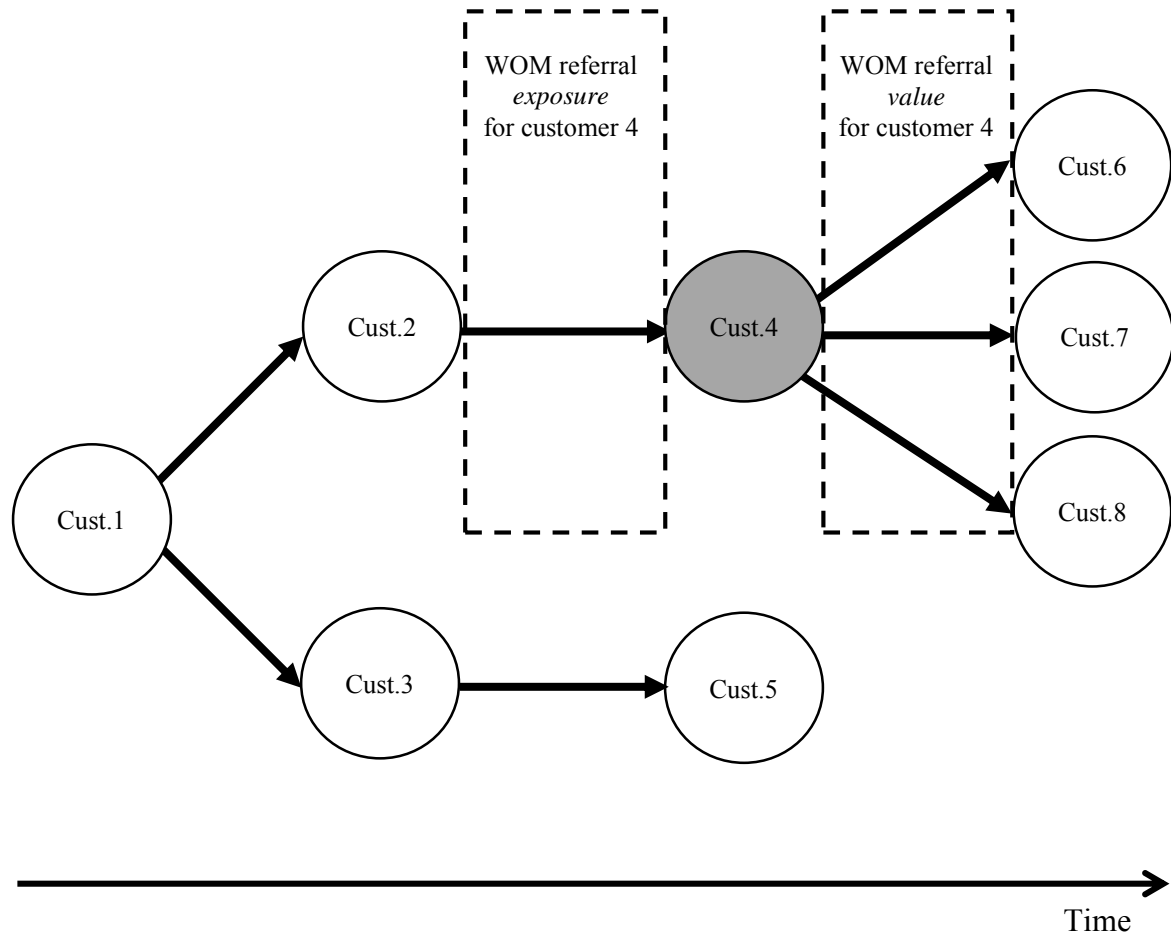 WOM referral
exposure
for customer 4
WOM referral
value
for customer 4
Cust.6
Cust.2
Cust.4
Cust.7
Cust.1
Cust.8
Cust.3
Cust.5
Time